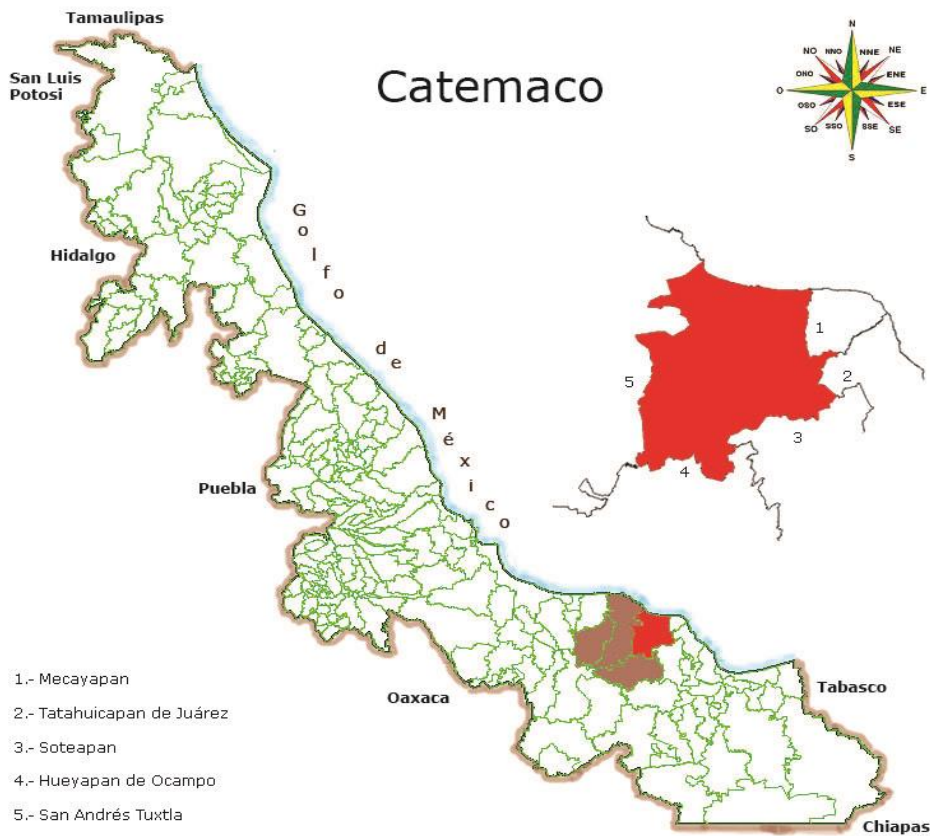 Tamaulipas
San Luis
Potosi
Catemaco
N
NNO
NNE
NO
NE
ONO
ENE
O
E
OSO
ESE
SO
SSO
SSE
SE
S
Hidalgo
Golfo
de
México
1
2
5
3
4
Puebla
Oaxaca
Tabasco
Chiapas
1.- Mecayapan
2.- Tatahuicapan de Juárez
3.- Soteapan
4.- Hueyapan de Ocampo
5.- San Andrés Tuxtla